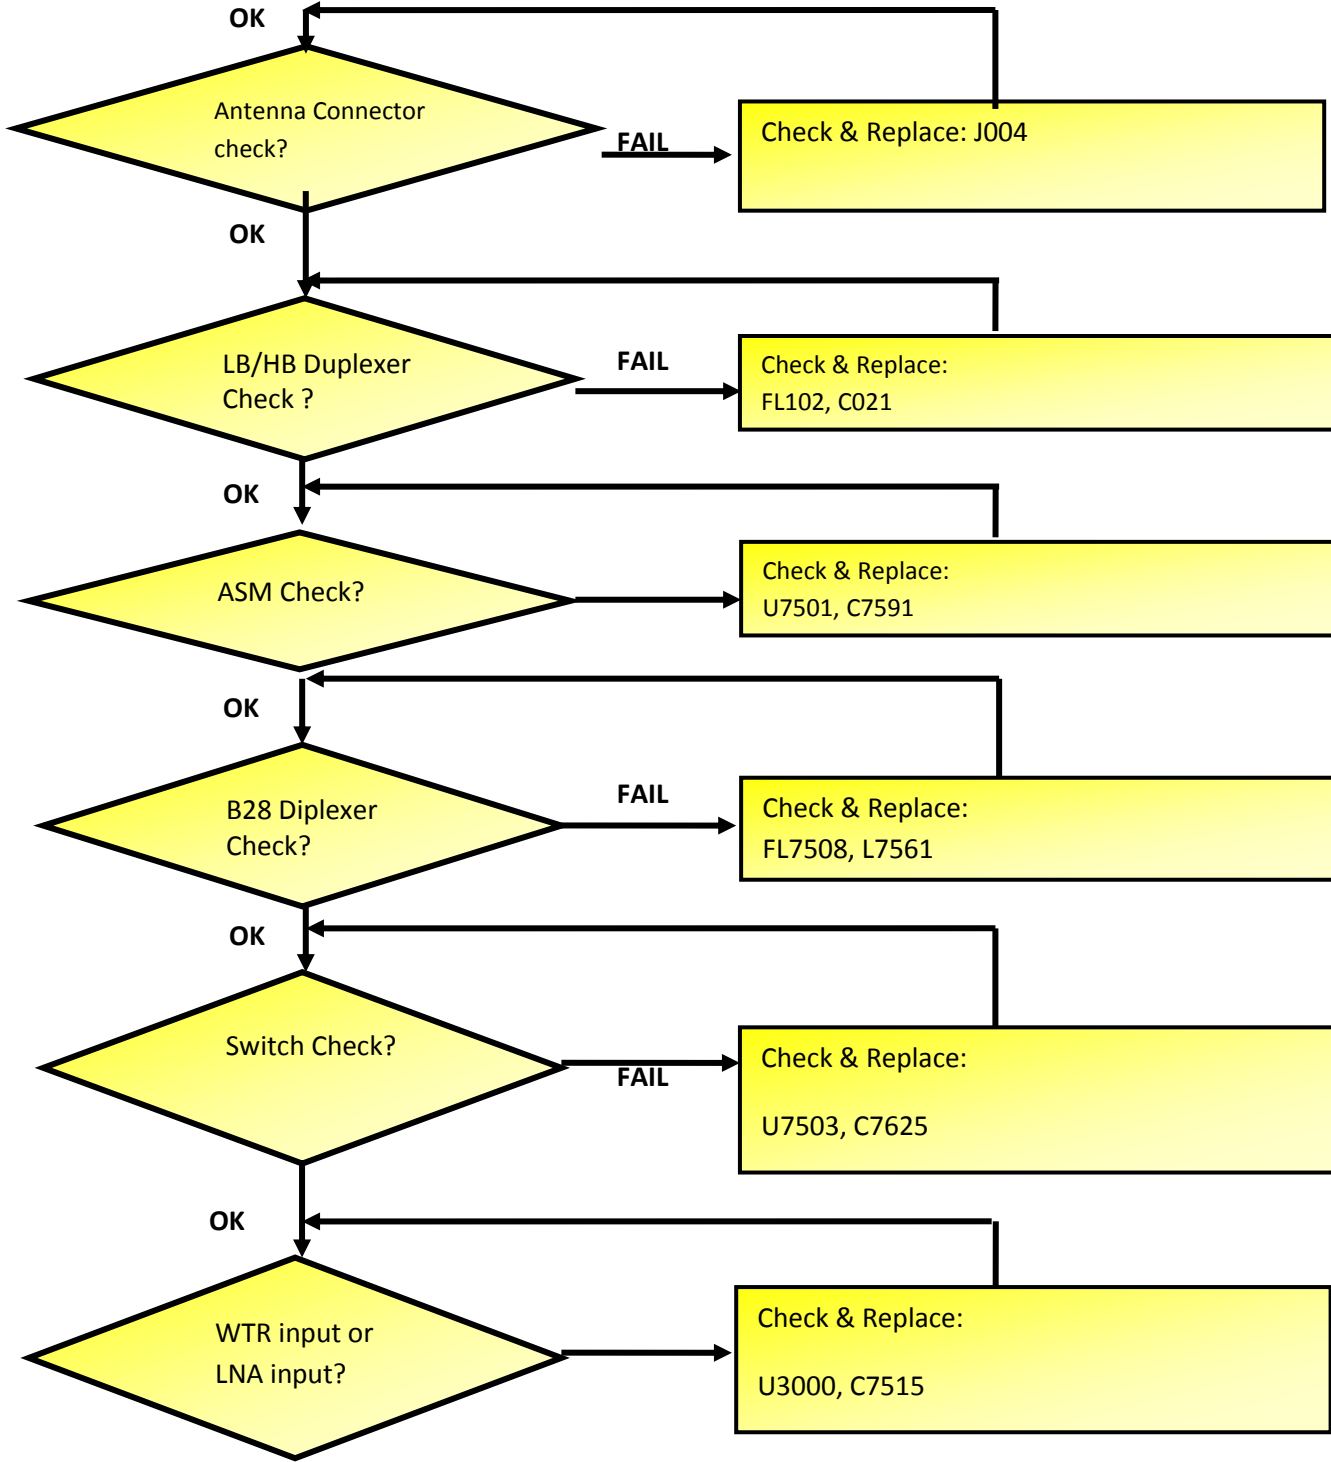 OK
Antenna Connector
check?
FAIL
Check & Replace: J004
OK
LB/HB Duplexer
Check ?
FAIL
Check & Replace:
FL102, C021
OK
ASM Check?
Check & Replace:
U7501, C7591
OK
B28 Diplexer
Check?
FAIL
Check & Replace:
FL7508, L7561
OK
Switch Check?
FAIL
Check & Replace:
U7503, C7625
OK
WTR input or
LNA input?
Check & Replace:
U3000, C7515